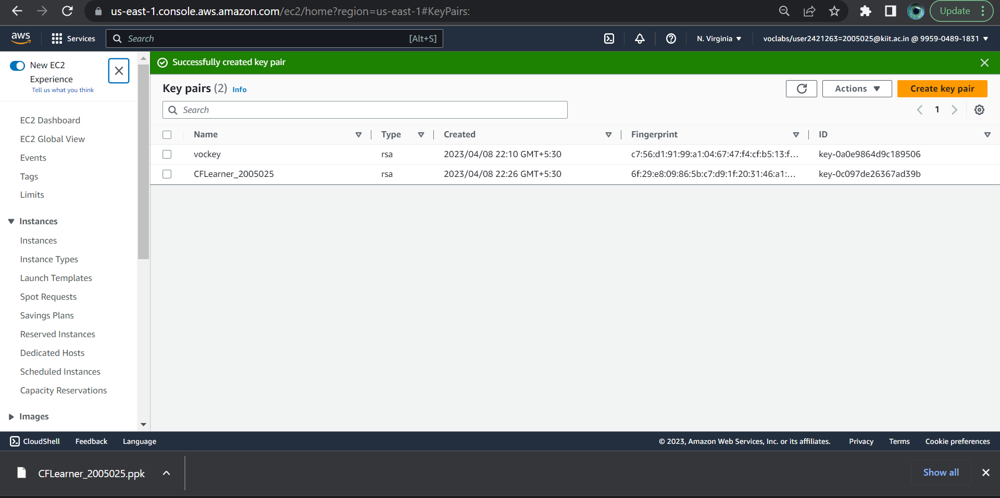 us-east-1.console.aws.amazon.com/ec2/home?region=us-east-1#KeyPairs:
Update
aws
Services
Search
[Alt+S]
N. Virginia
voclabs/user2421263=2005025@kiit.ac.in @ 9959-0489-1831
New EC2
Experience
Tell us what you think
EC2 Dashboard
EC2 Global View
Events
Tags
Limits
Instances
Instances
Instance Types
Launch Templates
Spot Requests
Savings Plans
Reserved Instances
Dedicated Hosts
Scheduled Instances
Capacity Reservations
Images
Successfully created key pair
Key pairs (2) Info
Actions
Create key pair
Search
1
Name Type Created Fingerprint ID
vockey rsa 2023/04/08 22:10 GMT+5:30 c7:56:d1:91:99:a1:04:67:47:f4:cf:b5:13:f... key-0a0e9864d9c189506
CFLearner_2005025 rsa 2023/04/08 22:26 GMT+5:30 6f:29:e8:09:86:5b:c7:d9:1f:20:31:46:a1:... key-0c097de26367ad39b
CloudShell Feedback Language
© 2023, Amazon Web Services, Inc. or its affiliates. Privacy Terms Cookie preferences
CFLearner_2005025.ppk
Show all